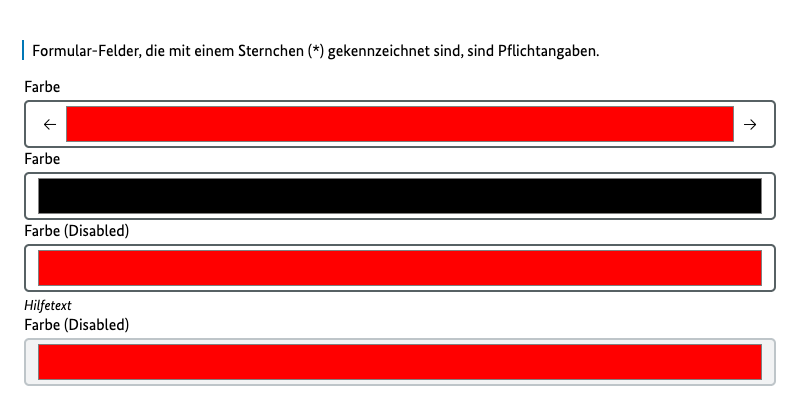 Formular-Felder, die mit einem Sternchen (*) gekennzeichnet sind, sind Pflichtangaben.
Farbe
← →
Farbe
Farbe (Disabled)
Hilfetext
Farbe (Disabled)